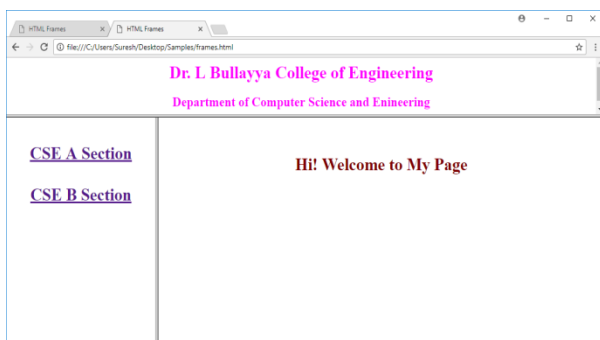 HTML Frames
HTML Frames
file:///C:/Users/Suresh/Desktop/Samples/frames.html
Dr. L Bullayya College of Engineering
Department of Computer Science and Enineering
CSE A Section
CSE B Section
Hi! Welcome to My Page